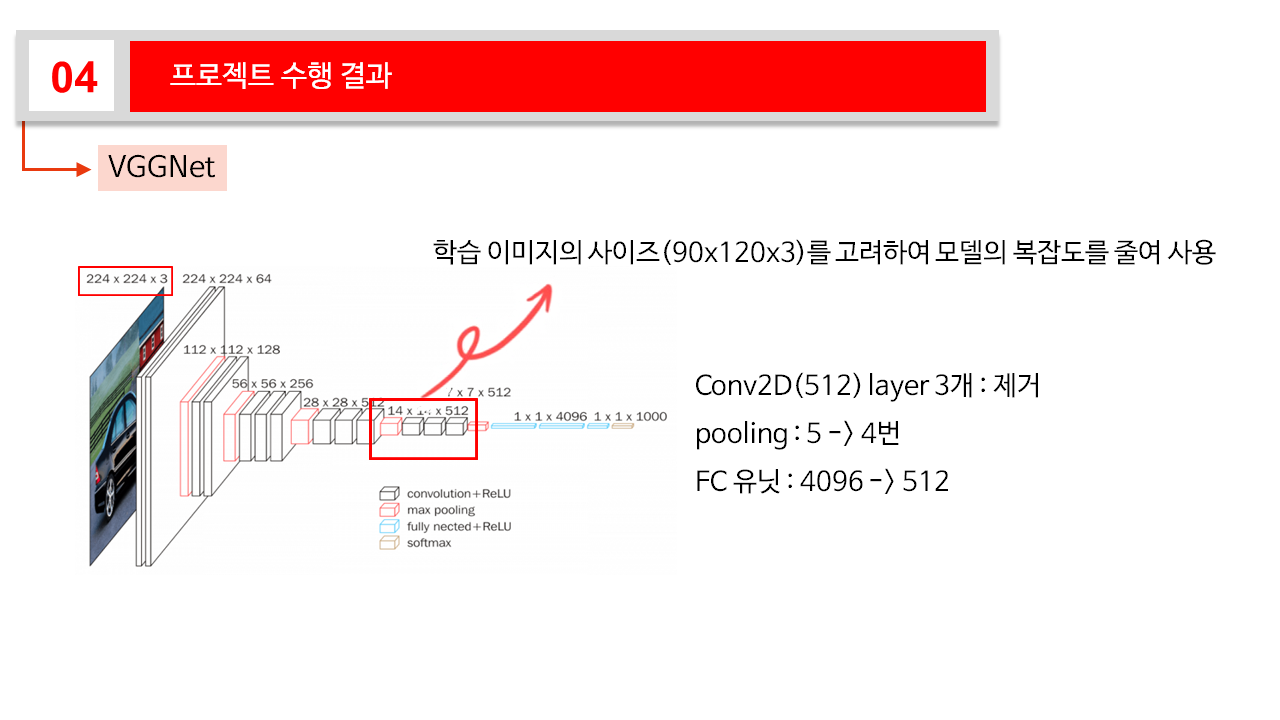 04
프로젝트 수행 결과
VGGNet
학습 이미지의 사이즈(90x120x3)를 고려하여 모델의 복잡도를 줄여 사용
224 x 224 x 3
224 x 224 x 64
112 x 112 x 128
56 x 56 x 256
28 x 28 x 512
14 x 14 x 512
7 x 7 x 512
1 x 1 x 4096
1 x 1 x 1000
convolution+ReLU
max pooling
fully nected+ReLU
softmax
Conv2D(512) layer 3개 : 제거
pooling : 5 -> 4번
FC 유닛 : 4096 -> 512